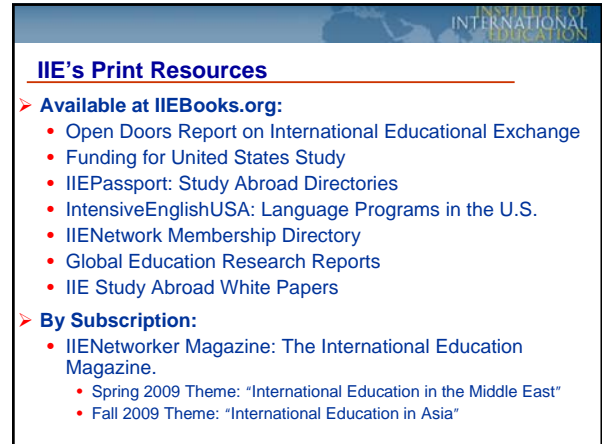 INSTITUTE OF
INTERNATIONAL
EDUCATION
IIE's Print Resources
➢ Available at IIEBooks.org:
• Open Doors Report on International Educational Exchange
• Funding for United States Study
• IIEPassport: Study Abroad Directories
• IntensiveEnglishUSA: Language Programs in the U.S.
• IIENetwork Membership Directory
• Global Education Research Reports
• IIE Study Abroad White Papers
➢ By Subscription:
• IIENetworker Magazine: The International Education
Magazine.
• Spring 2009 Theme: "International Education in the Middle East"
• Fall 2009 Theme: "International Education in Asia"